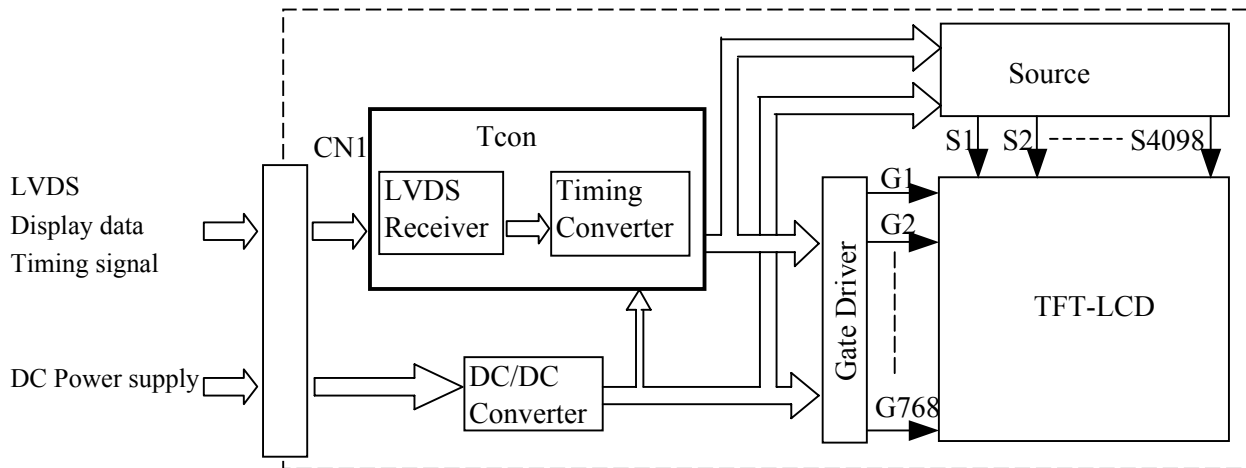 LVDS
Display data
Timing signal
DC Power supply
CN1
Tcon
LVDS
Receiver
Timing
Converter
DC/DC
Converter
Gate Driver
Source
S1
S2
S4098
G1
G2
G768
TFT-LCD